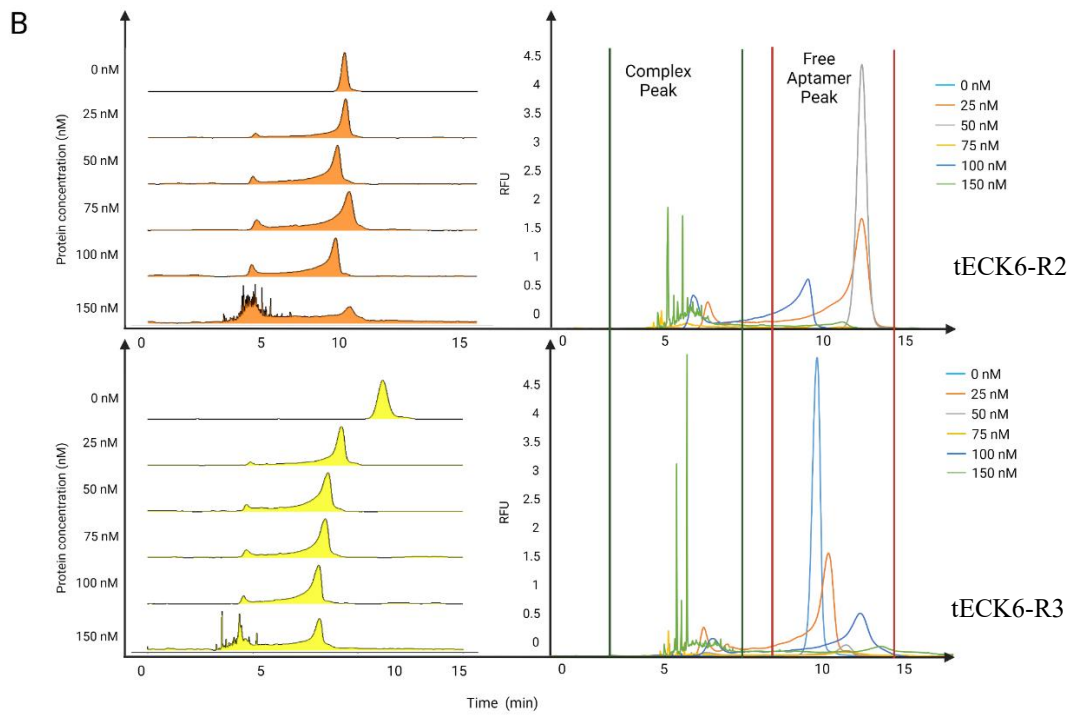 B
Protein concentration (nM)
0 nM
25 nM
50 nM
75 nM
100 nM
150 nM
0 5 10 15
RFU
4.5
4
3.5
3
2.5
2
1.5
1
0.5
0
Complex
Peak
Free
Aptamer
Peak
0 5 10 15
0 nM
25 nM
50 nM
75 nM
100 nM
150 nM
tECK6-R2
Protein concentration (nM)
0 nM
25 nM
50 nM
75 nM
100 nM
150 nM
0 5 10 15
RFU
4.5
4
3.5
3
2.5
2
1.5
1
0.5
0
0 5 10 15
0 nM
25 nM
50 nM
75 nM
100 nM
150 nM
tECK6-R3
Time (min)